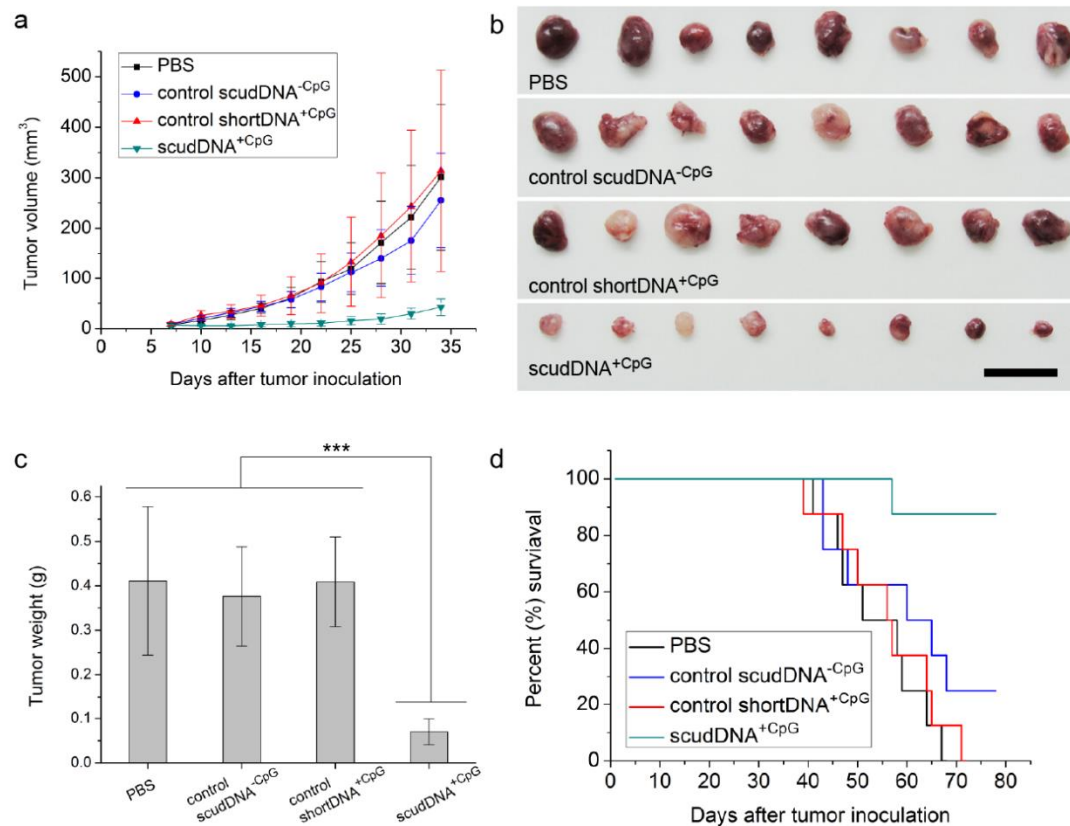 a
Tumor volume (mm³)
500
400
300
200
100
0
PBS
control scudDNA⁻ᶜᵖᴳ
control shortDNA⁺ᶜᵖᴳ
scudDNA⁺ᶜᵖᴳ
0 5 10 15 20 25 30 35
Days after tumor inoculation
b
PBS
control scudDNA⁻ᶜᵖᴳ
control shortDNA⁺ᶜᵖᴳ
scudDNA⁺ᶜᵖᴳ
c
***
Tumor weight (g)
0.6
0.5
0.4
0.3
0.2
0.1
0.0
PBS
control
scudDNA⁻ᶜᵖᴳ
control
shortDNA⁺ᶜᵖᴳ
scudDNA⁺ᶜᵖᴳ
d
Percent (%) surviaval
100
80
60
40
20
0
PBS
control scudDNA⁻ᶜᵖᴳ
control shortDNA⁺ᶜᵖᴳ
scudDNA⁺ᶜᵖᴳ
0 10 20 30 40 50 60 70 80
Days after tumor inoculation